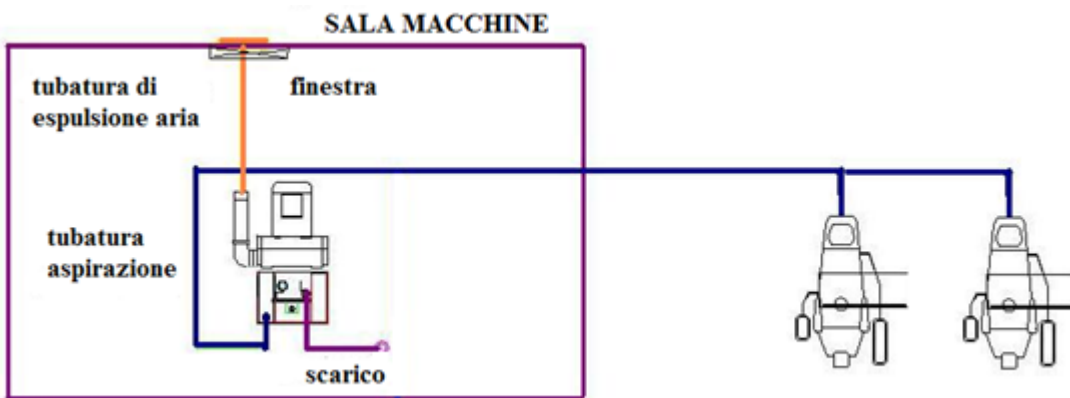 SALA MACCHINE
tubatura di
espulsione aria
finestra
tubatura
aspirazione
scarico